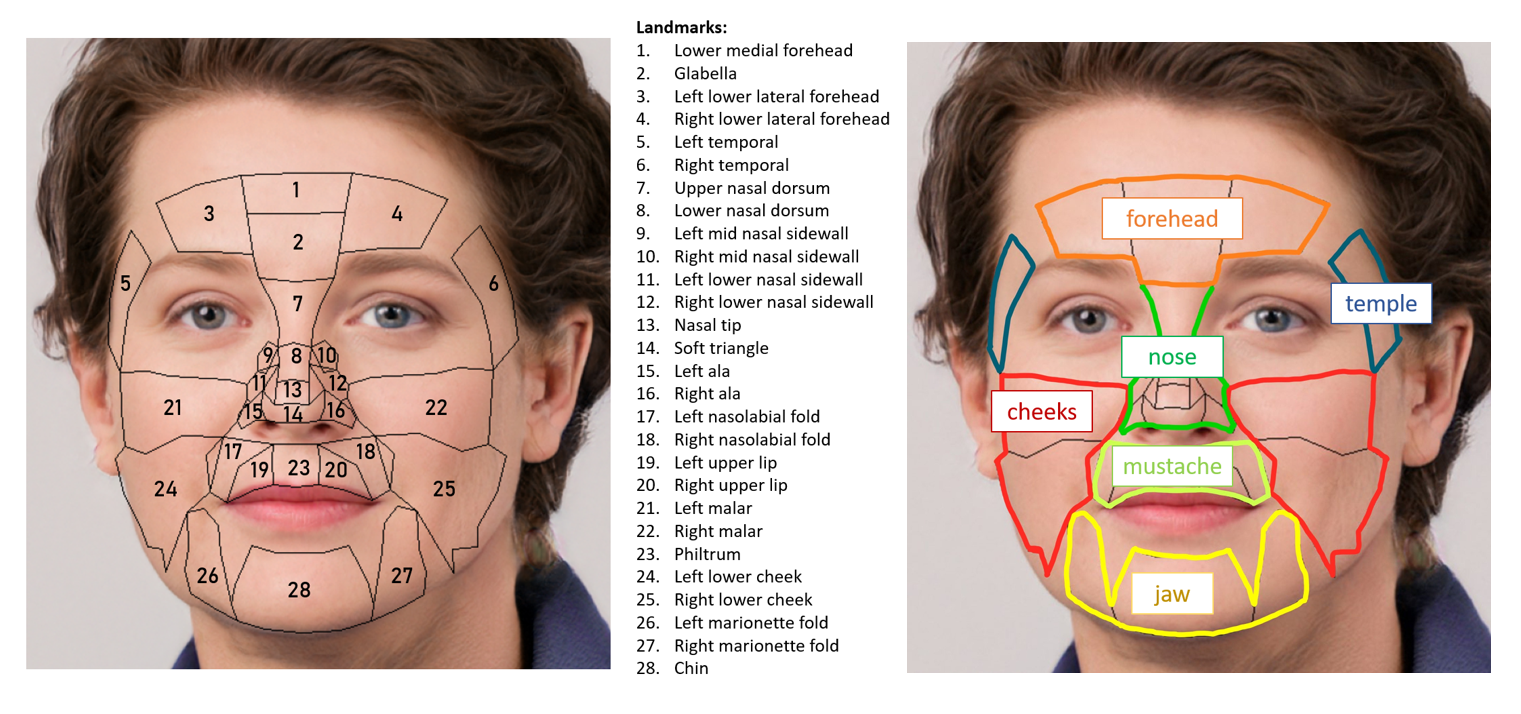 1
3
4
2
5
6
7
9 8 10
11 13 12
15 14 16
21
22
17
18
19 23 20
24
25
26
27
28
Landmarks:
1. Lower medial forehead
2. Glabella
3. Left lower lateral forehead
4. Right lower lateral forehead
5. Left temporal
6. Right temporal
7. Upper nasal dorsum
8. Lower nasal dorsum
9. Left mid nasal sidewall
10. Right mid nasal sidewall
11. Left lower nasal sidewall
12. Right lower nasal sidewall
13. Nasal tip
14. Soft triangle
15. Left ala
16. Right ala
17. Left nasolabial fold
18. Right nasolabial fold
19. Left upper lip
20. Right upper lip
21. Left malar
22. Right malar
23. Philtrum
24. Left lower cheek
25. Right lower cheek
26. Left marionette fold
27. Right marionette fold
28. Chin
forehead
temple
nose
cheeks
mustache
jaw